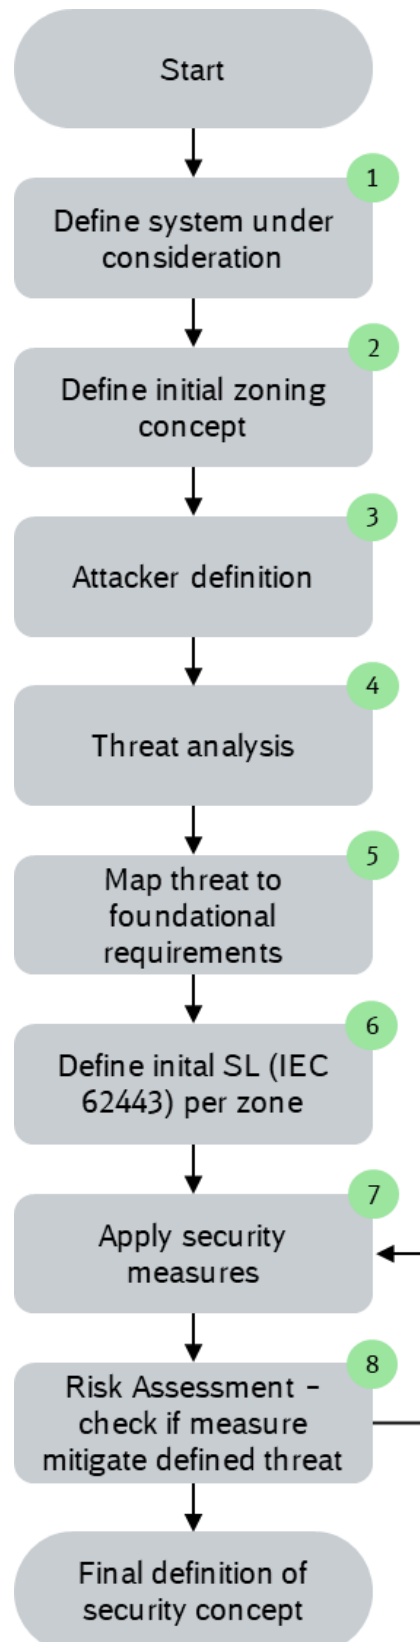 Start
1
Define system under
consideration
2
Define initial zoning
concept
3
Attacker definition
4
Threat analysis
5
Map threat to
foundational
requirements
6
Define inital SL (IEC
62443) per zone
7
Apply security
measures
8
Risk Assessment –
check if measure
mitigate defined threat
Final definition of
security concept